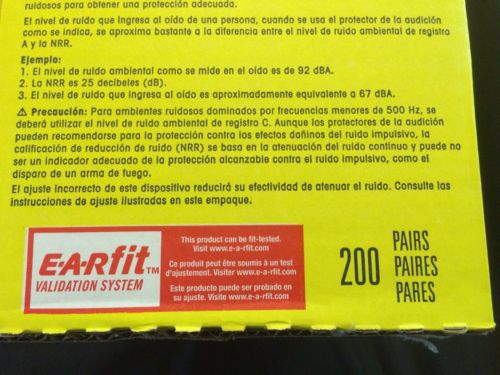 ruidosos para obtener una protección adecuada.
El nivel de ruido que ingresa al oído de una persona, cuando se usa el protector de la audición
como se indica, se aproxima bastante a la diferencia entre el nivel de ruido ambiental de registro
A y la NRR.
Ejemplo:
1. El nivel de ruido ambiental como se mide en el oído es de 92 dBA.
2. La NRR es 25 decibeles (dB).
3. El nivel de ruido que ingresa al oído es aproximadamente equivalente a 67 dBA.
⚠ Precaución: Para ambientes ruidosos dominados por frecuencias menores de 500 Hz, se
deberá utilizar el nivel de ruido ambiental de registro C. Aunque los protectores de la audición
pueden recomendarse para la protección contra los efectos dañinos del ruido impulsivo, la
calificación de reducción de ruido (NRR) se basa en la atenuación del ruido continuo y puede no
ser un indicador adecuado de la protección alcanzable contra el ruido impulsivo, como el
disparo de un arma de fuego.
El ajuste incorrecto de este dispositivo reducirá su efectividad de atenuar el ruido. Consulte las
instrucciones de ajuste ilustradas en este empaque.
E·A·Rfit™
VALIDATION SYSTEM
This product can be fit-tested.
Visit www.e-a-rfit.com
Ce produit peut être soumis à un test
d'ajustement. Visiter www.e-a-rfit.com
Este producto puede ser probado en
su ajuste. Visite www.e-a-rfit.com
200
PAIRS
PAIRES
PARES